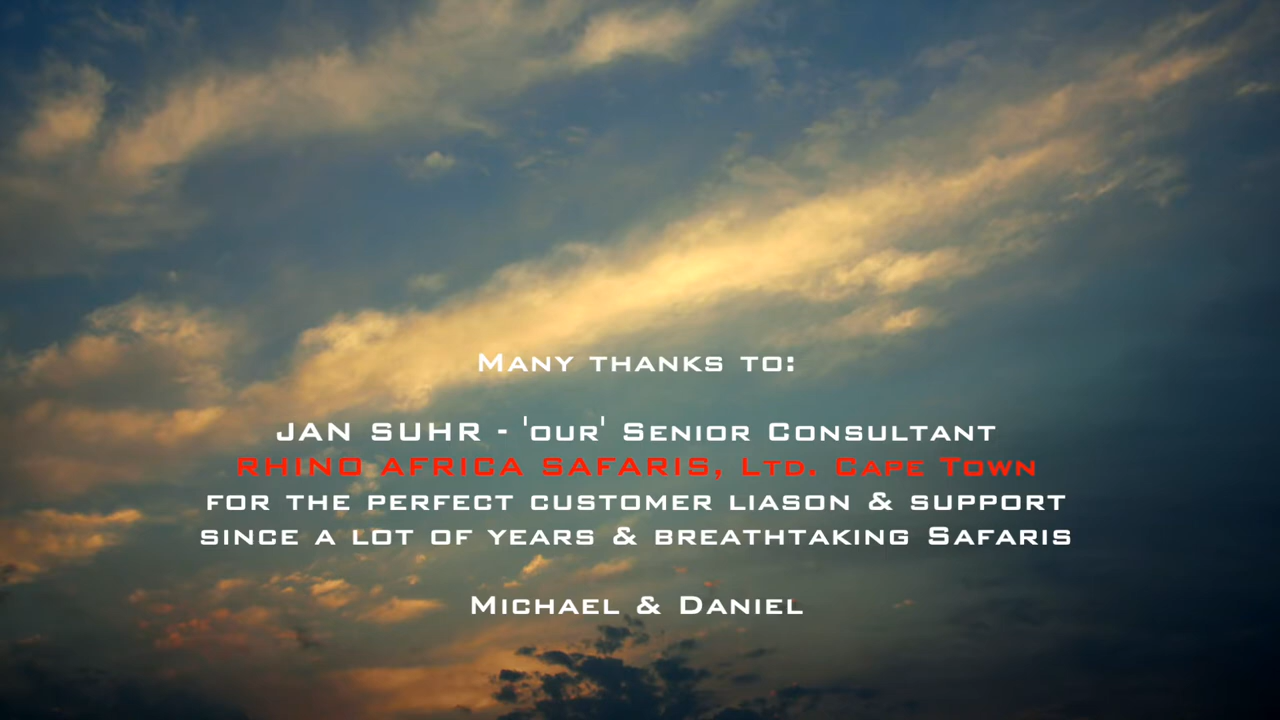 Many thanks to:
JAN SUHR - 'our' Senior Consultant
RHINO AFRICA SAFARIS, Ltd. Cape Town
for the perfect customer liason & support
since a lot of years & breathtaking Safaris
Michael & Daniel